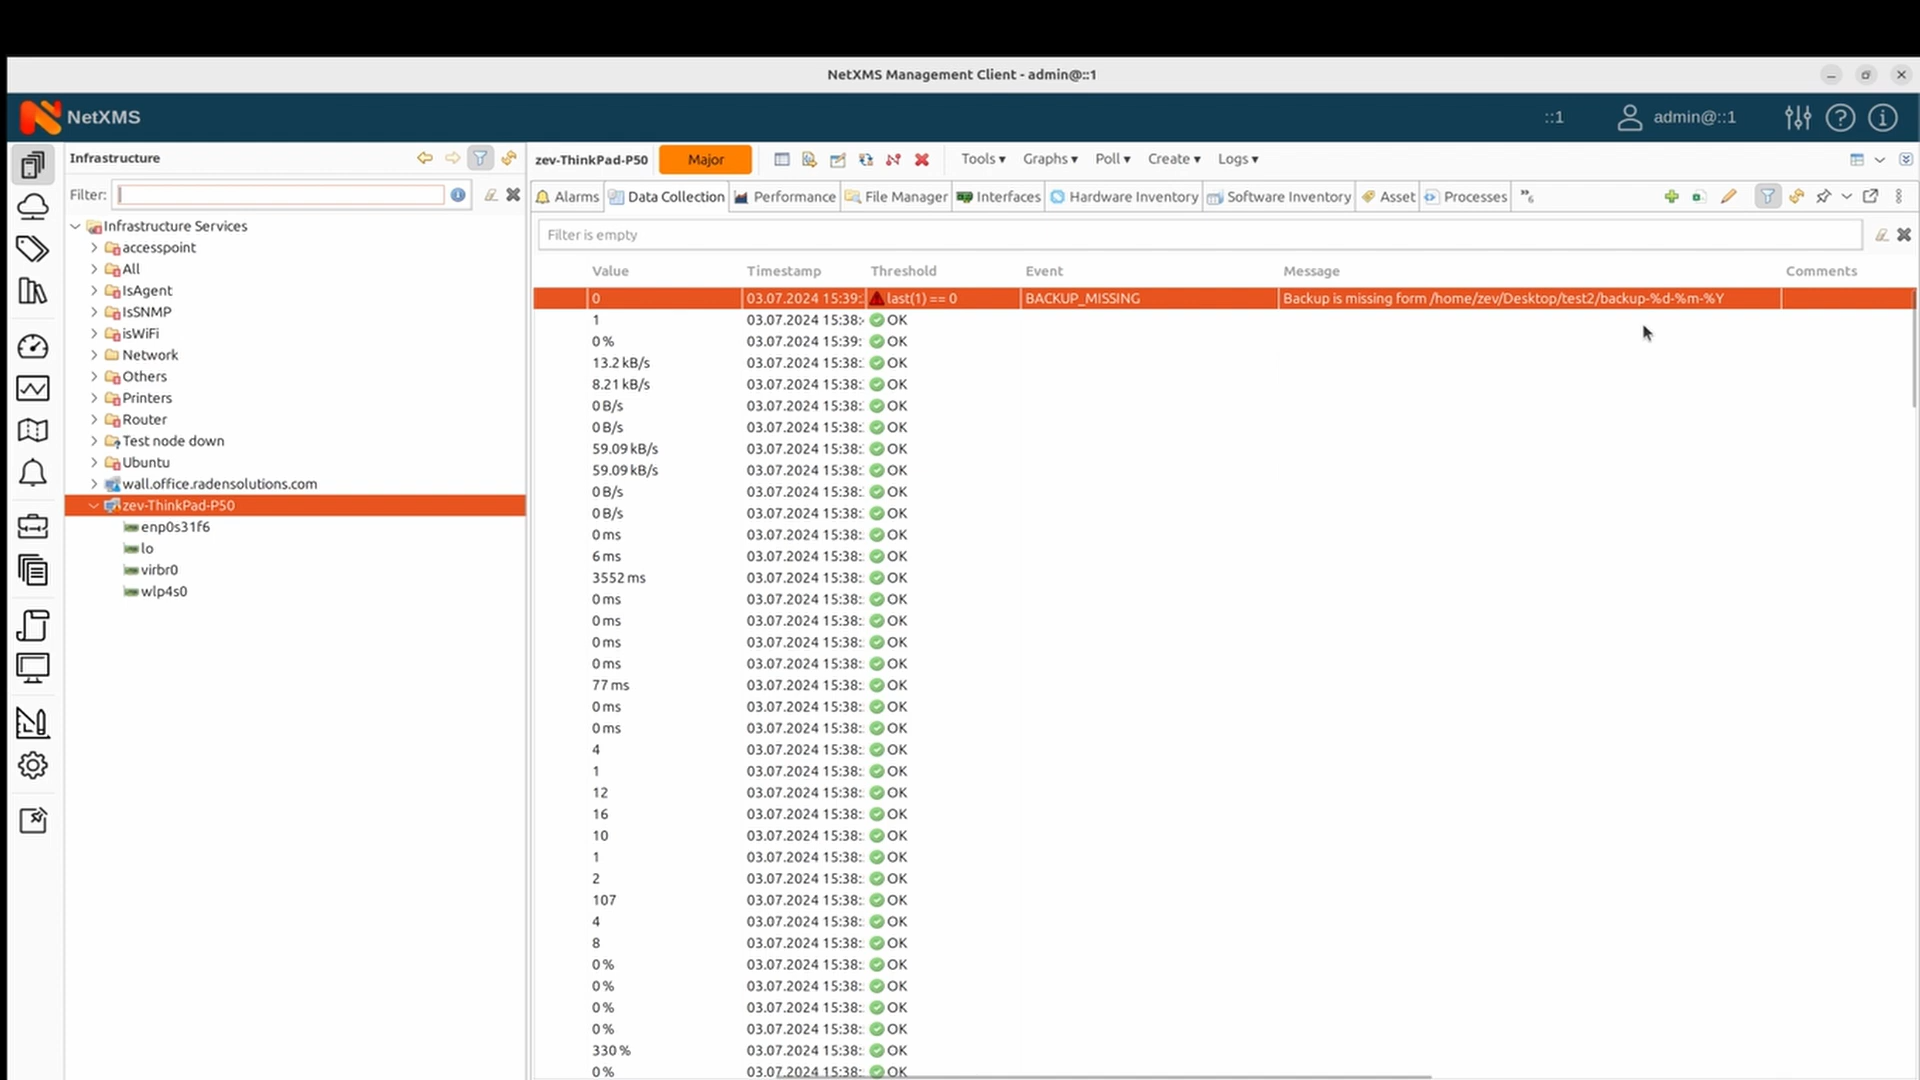 NetXMS Management Client - admin@::1
NetXMS
::1
admin@::1
Infrastructure
zev-ThinkPad-P50
Major
Tools
Graphs
Poll
Create
Logs
Filter:
Alarms
Data Collection
Performance
File Manager
Interfaces
Hardware Inventory
Software Inventory
Asset
Processes
»6
Filter is empty
Infrastructure Services
accesspoint
All
IsAgent
IsSNMP
isWiFi
Network
Others
Printers
Router
Test node down
Ubuntu
wall.office.radensolutions.com
zev-ThinkPad-P50
enp0s31f6
lo
virbr0
wlp4s0
Value Timestamp Threshold Event Message Comments
0 03.07.2024 15:39: last(1) == 0 BACKUP_MISSING Backup is missing form /home/zev/Desktop/test2/backup-%d-%m-%Y
1 03.07.2024 15:38: OK
0 % 03.07.2024 15:39: OK
13.2 kB/s 03.07.2024 15:38: OK
8.21 kB/s 03.07.2024 15:38: OK
0 B/s 03.07.2024 15:38: OK
0 B/s 03.07.2024 15:38: OK
59.09 kB/s 03.07.2024 15:38: OK
59.09 kB/s 03.07.2024 15:38: OK
0 B/s 03.07.2024 15:38: OK
0 B/s 03.07.2024 15:38: OK
0 ms 03.07.2024 15:38: OK
6 ms 03.07.2024 15:38: OK
3552 ms 03.07.2024 15:38: OK
0 ms 03.07.2024 15:38: OK
0 ms 03.07.2024 15:38: OK
0 ms 03.07.2024 15:38: OK
0 ms 03.07.2024 15:38: OK
77 ms 03.07.2024 15:38: OK
0 ms 03.07.2024 15:38: OK
0 ms 03.07.2024 15:38: OK
4 03.07.2024 15:38: OK
1 03.07.2024 15:38: OK
12 03.07.2024 15:38: OK
16 03.07.2024 15:38: OK
10 03.07.2024 15:38: OK
1 03.07.2024 15:38: OK
2 03.07.2024 15:38: OK
107 03.07.2024 15:38: OK
4 03.07.2024 15:38: OK
8 03.07.2024 15:38: OK
0 % 03.07.2024 15:38: OK
0 % 03.07.2024 15:38: OK
0 % 03.07.2024 15:38: OK
0 % 03.07.2024 15:38: OK
330 % 03.07.2024 15:38: OK
0 % 03.07.2024 15:38: OK